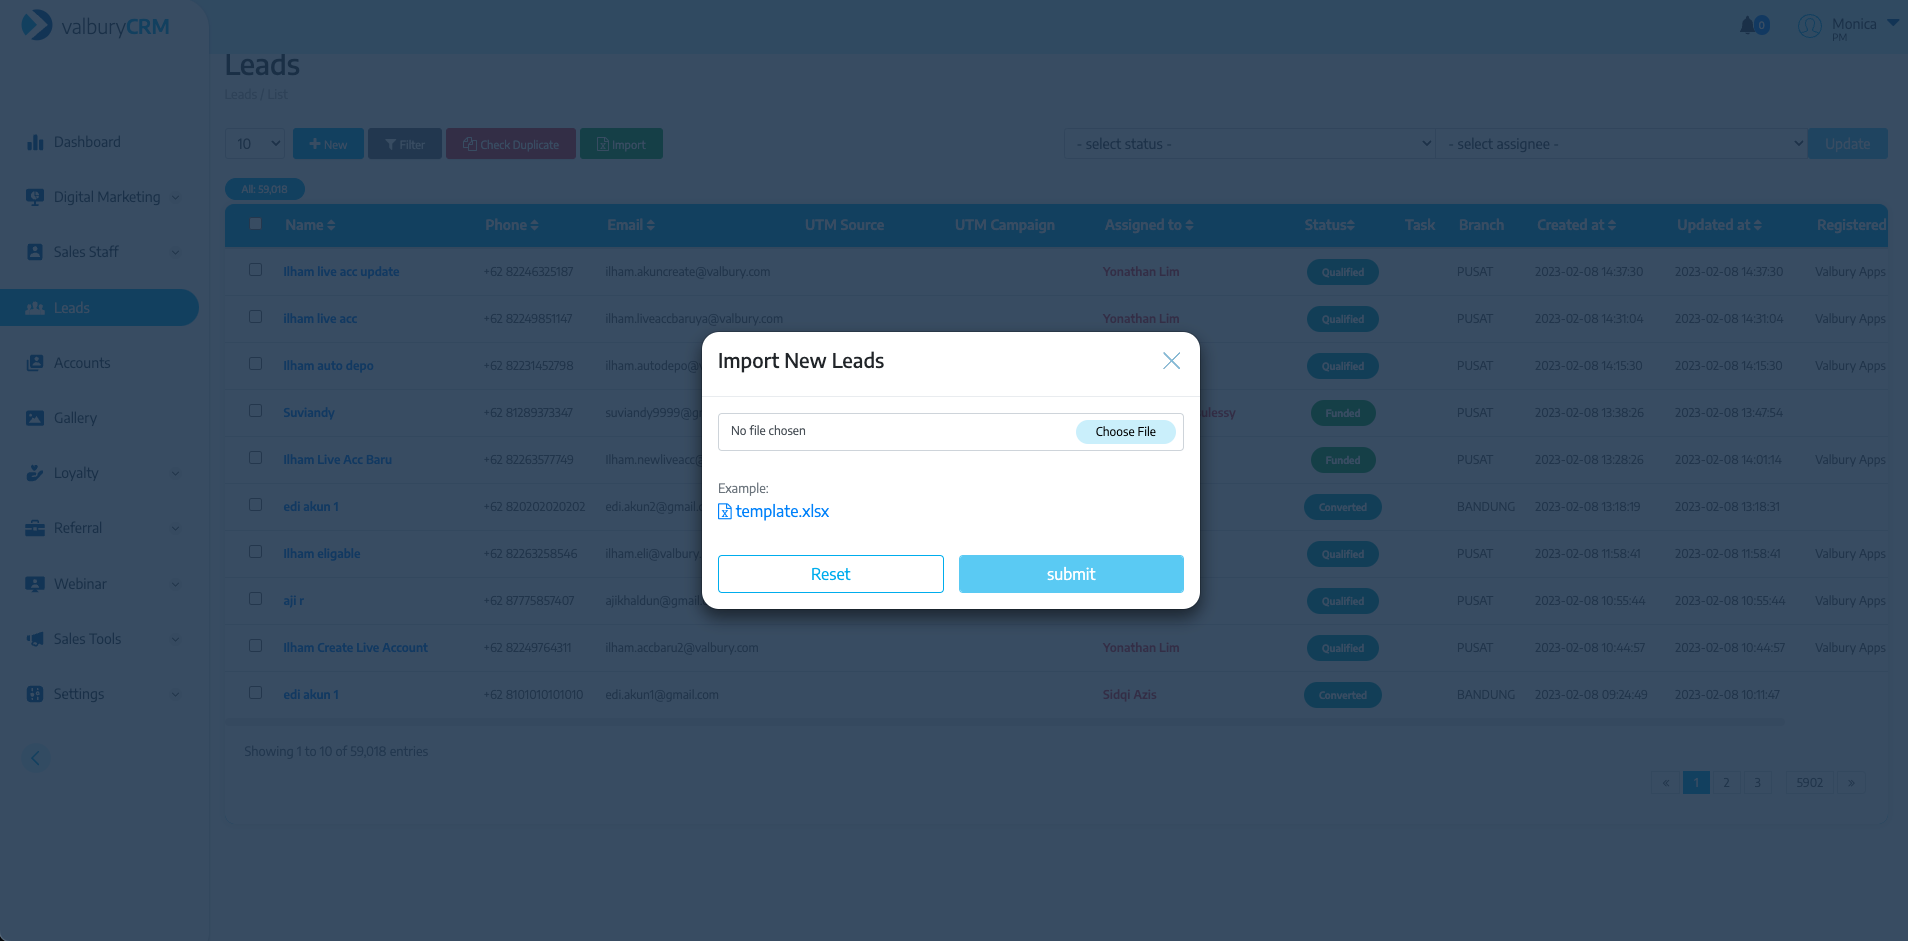 valburyCRM
0
Monica
PM
Leads
Leads / List
Dashboard
Digital Marketing
Sales Staff
Leads
Accounts
Gallery
Loyalty
Referral
Webinar
Sales Tools
Settings
10 New Filter Check Duplicate Import - select status - - select assignee - Update
All: 59,018
Name Phone Email UTM Source UTM Campaign Assigned to Status Task Branch Created at Updated at Registered
Ilham live acc update +62 82246325187 ilham.akuncreate@valbury.com Yonathan Lim Qualified PUSAT 2023-02-08 14:37:30 2023-02-08 14:37:30 Valbury Apps
ilham live acc +62 82249851147 ilham.liveaccbaruya@valbury.com Yonathan Lim Qualified PUSAT 2023-02-08 14:31:04 2023-02-08 14:31:04 Valbury Apps
Ilham auto depo +62 82231452798 ilham.autodepo@ Qualified PUSAT 2023-02-08 14:15:30 2023-02-08 14:15:30 Valbury Apps
Suviandy +62 81289373347 suviandy9999@g ulessy Funded PUSAT 2023-02-08 13:38:26 2023-02-08 13:47:54
Ilham Live Acc Baru +62 82263577749 Ilham.newliveacc@ Funded PUSAT 2023-02-08 13:28:26 2023-02-08 14:01:14 Valbury Apps
edi akun 1 +62 820202020202 edi.akun2@gmail. Converted BANDUNG 2023-02-08 13:18:19 2023-02-08 13:18:31
Ilham eligable +62 82263258546 ilham.eli@valbury Qualified PUSAT 2023-02-08 11:58:41 2023-02-08 11:58:41 Valbury Apps
aji r +62 87775857407 ajikhaldun@gmail Qualified PUSAT 2023-02-08 10:55:44 2023-02-08 10:55:44 Valbury Apps
Ilham Create Live Account +62 82249764311 ilham.accbaru2@valbury.com Yonathan Lim Qualified PUSAT 2023-02-08 10:44:57 2023-02-08 10:44:57 Valbury Apps
edi akun 1 +62 8101010101010 edi.akun1@gmail.com Sidqi Azis Converted BANDUNG 2023-02-08 09:24:49 2023-02-08 10:11:47
Showing 1 to 10 of 59,018 entries
« 1 2 3 5902 »
Import New Leads
No file chosen Choose File
Example:
template.xlsx
Reset submit